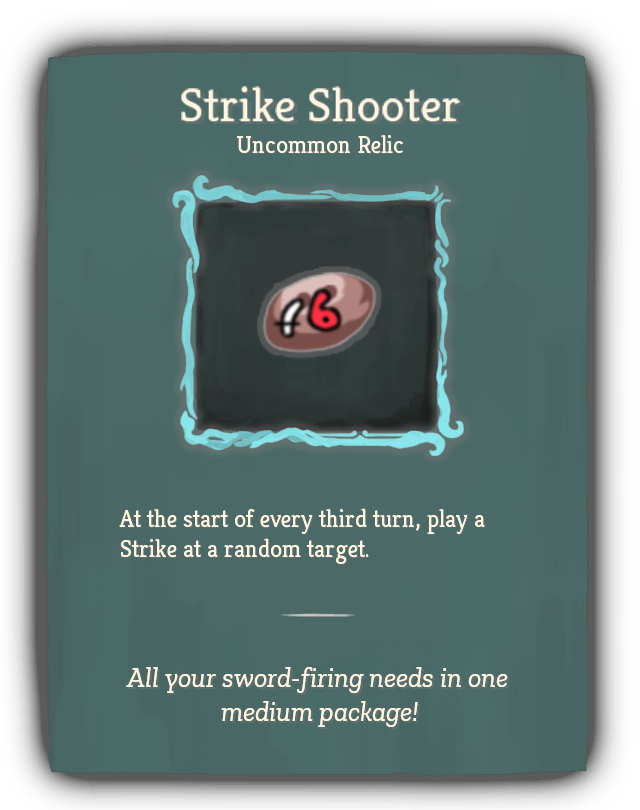 Strike Shooter
Uncommon Relic
6
At the start of every third turn, play a
Strike at a random target.
All your sword-firing needs in one
medium package!